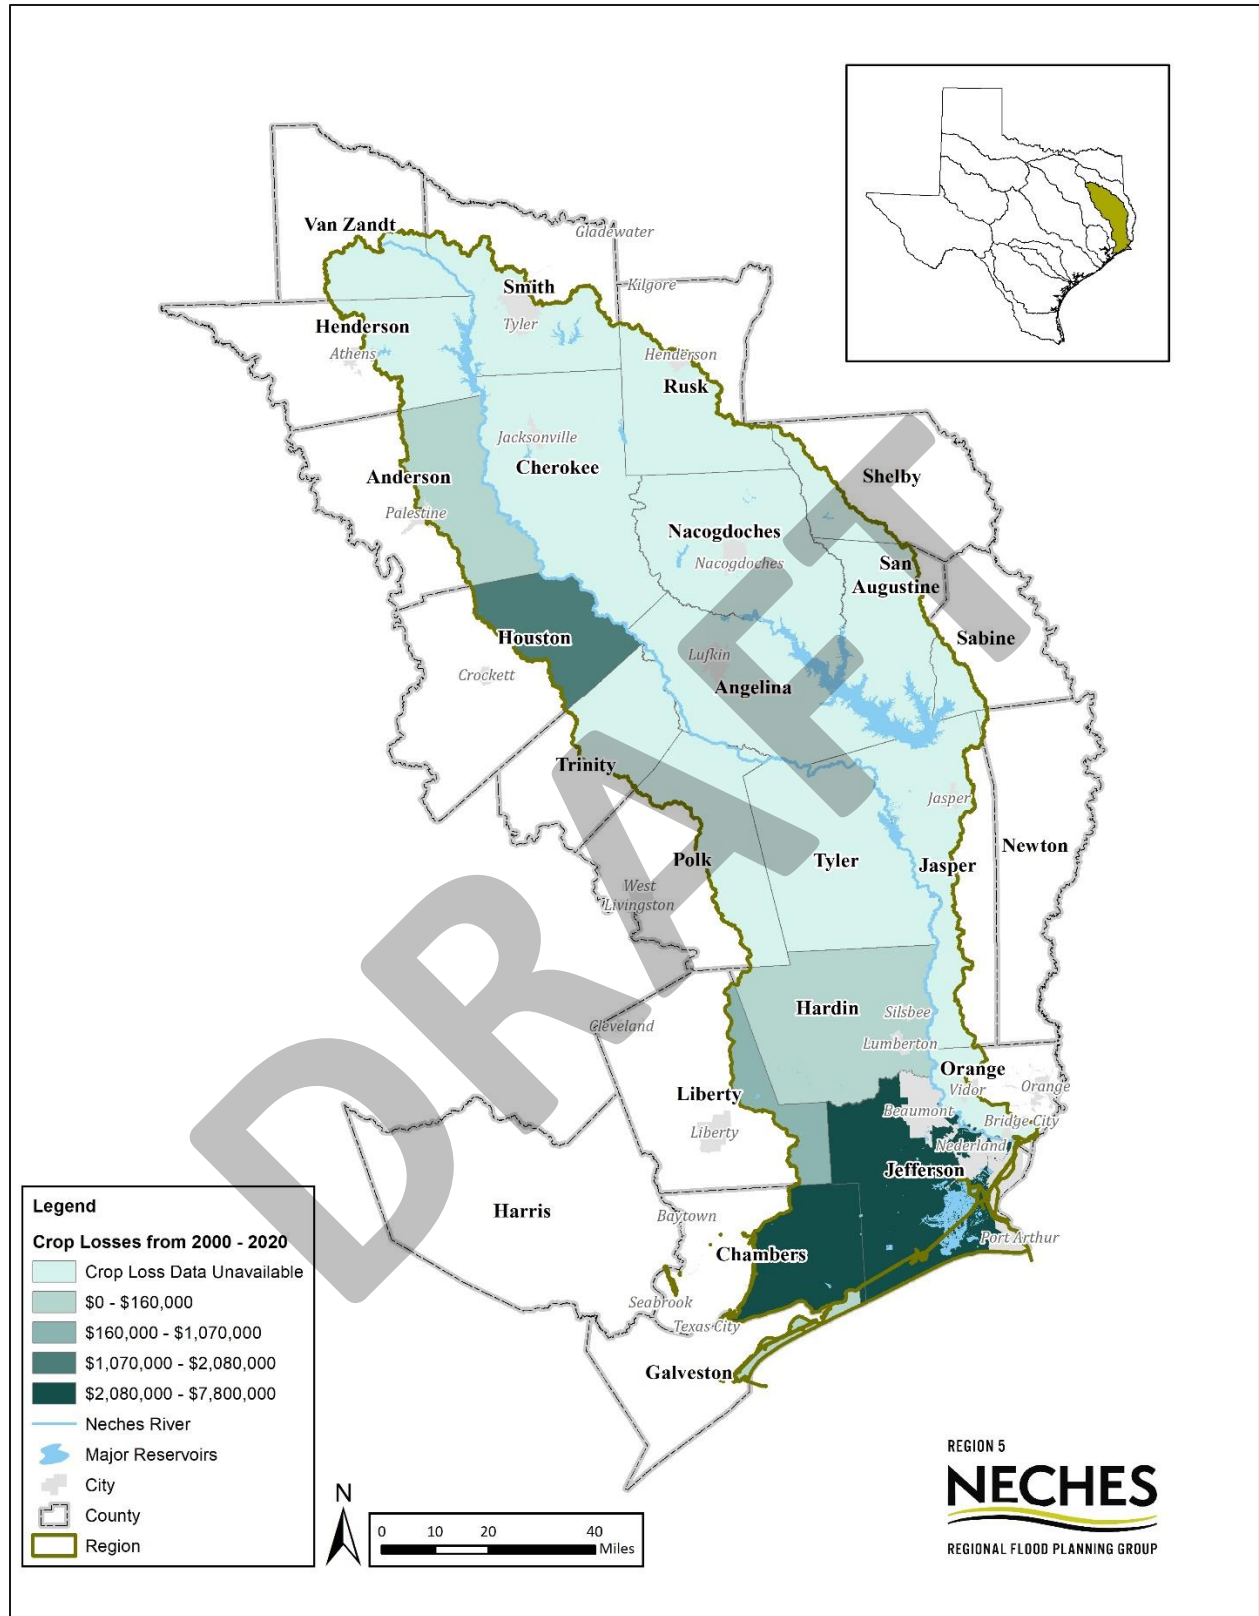 Van Zandt
Gladewater
Smith
Kilgore
Tyler
Henderson
Athens
Henderson
Rusk
Jacksonville
Cherokee
Anderson
Palestine
Shelby
Nacogdoches
Nacogdoches
San
Augustine
Houston
Sabine
Crockett
Lufkin
Angelina
Trinity
Jasper
Newton
Polk
Tyler
Jasper
West
Livingston
Hardin
Silsbee
Cleveland
Lumberton
Orange
Vidor
Orange
Liberty
Beaumont
Bridge City
Liberty
Nederland
Jefferson
Harris
Baytown
Port Arthur
Chambers
Seabrook
Texas City
Galveston
DRAFT
Legend
Crop Losses from 2000 - 2020
Crop Loss Data Unavailable
$0 - $160,000
$160,000 - $1,070,000
$1,070,000 - $2,080,000
$2,080,000 - $7,800,000
Neches River
Major Reservoirs
City
County
Region
N
0 10 20 40
Miles
REGION 5
NECHES
REGIONAL FLOOD PLANNING GROUP